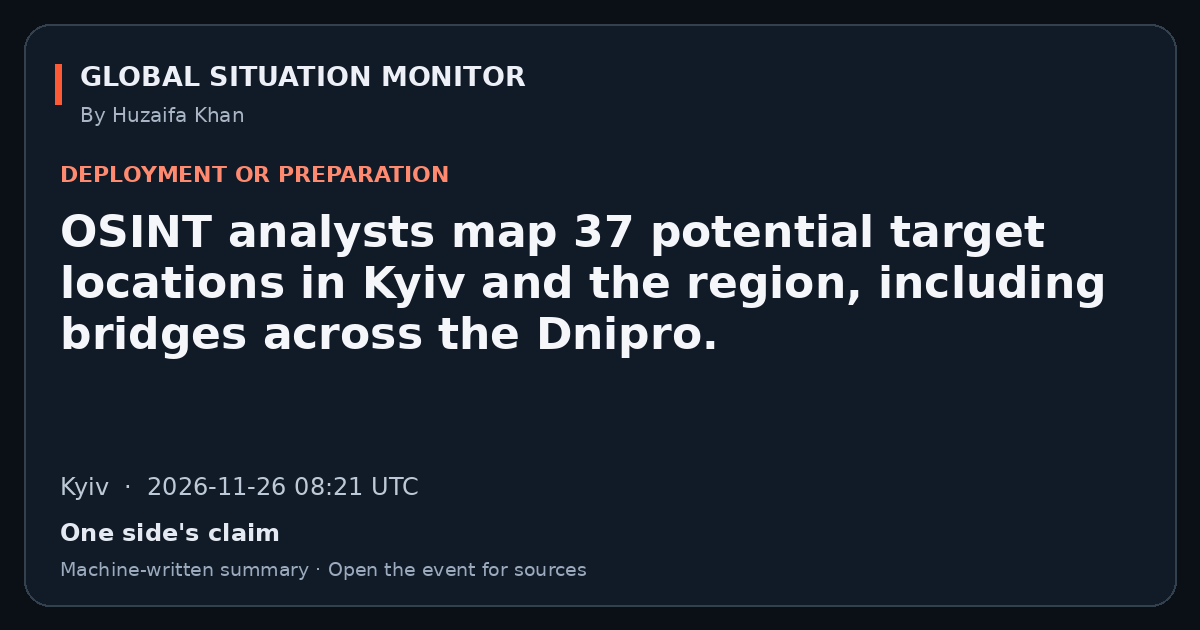 GLOBAL SITUATION MONITOR
By Huzaifa Khan
DEPLOYMENT OR PREPARATION
OSINT analysts map 37 potential target
locations in Kyiv and the region, including
bridges across the Dnipro.
Kyiv · 2026-11-26 08:21 UTC
One side's claim
Machine-written summary · Open the event for sources